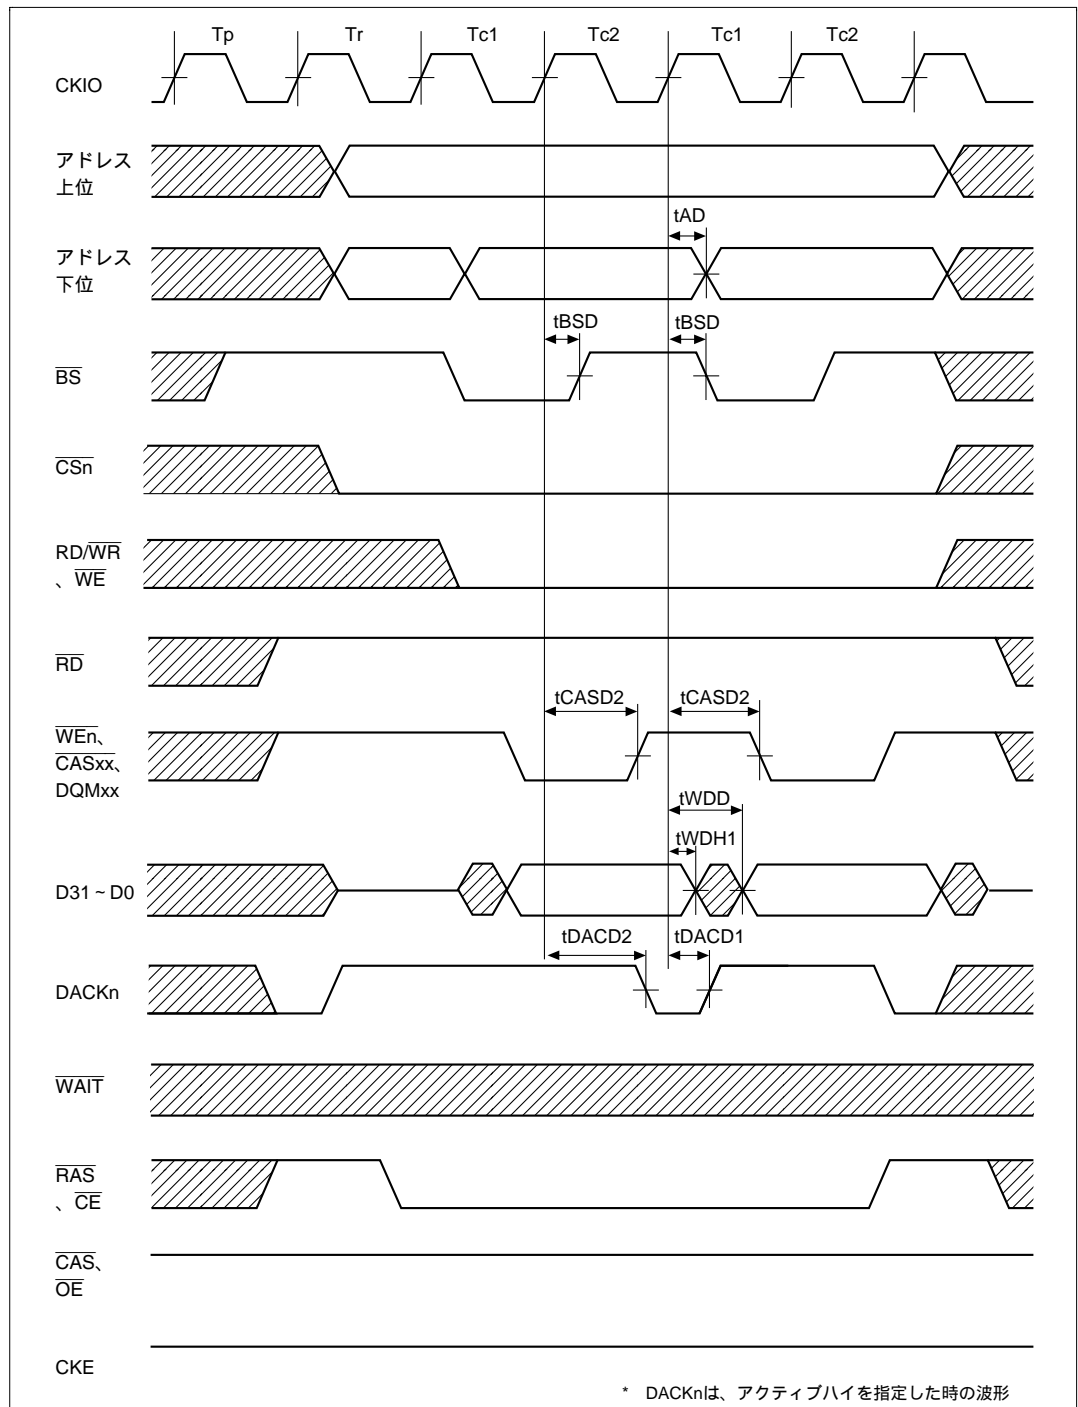 Tp Tr Tc1 Tc2 Tc1 Tc2
CKIO
アドレス
上位
tAD
アドレス
下位
tBSD tBSD
BS
CSn
RD/WR
、WE
RD
tCASD2 tCASD2
WEn、
CASxx、
DQMxx
tWDD
tWDH1
D31 ~ D0
tDACD2 tDACD1
DACKn
WAIT
RAS
、CE
CAS、
OE
CKE
* DACKnは、アクティブハイを指定した時の波形